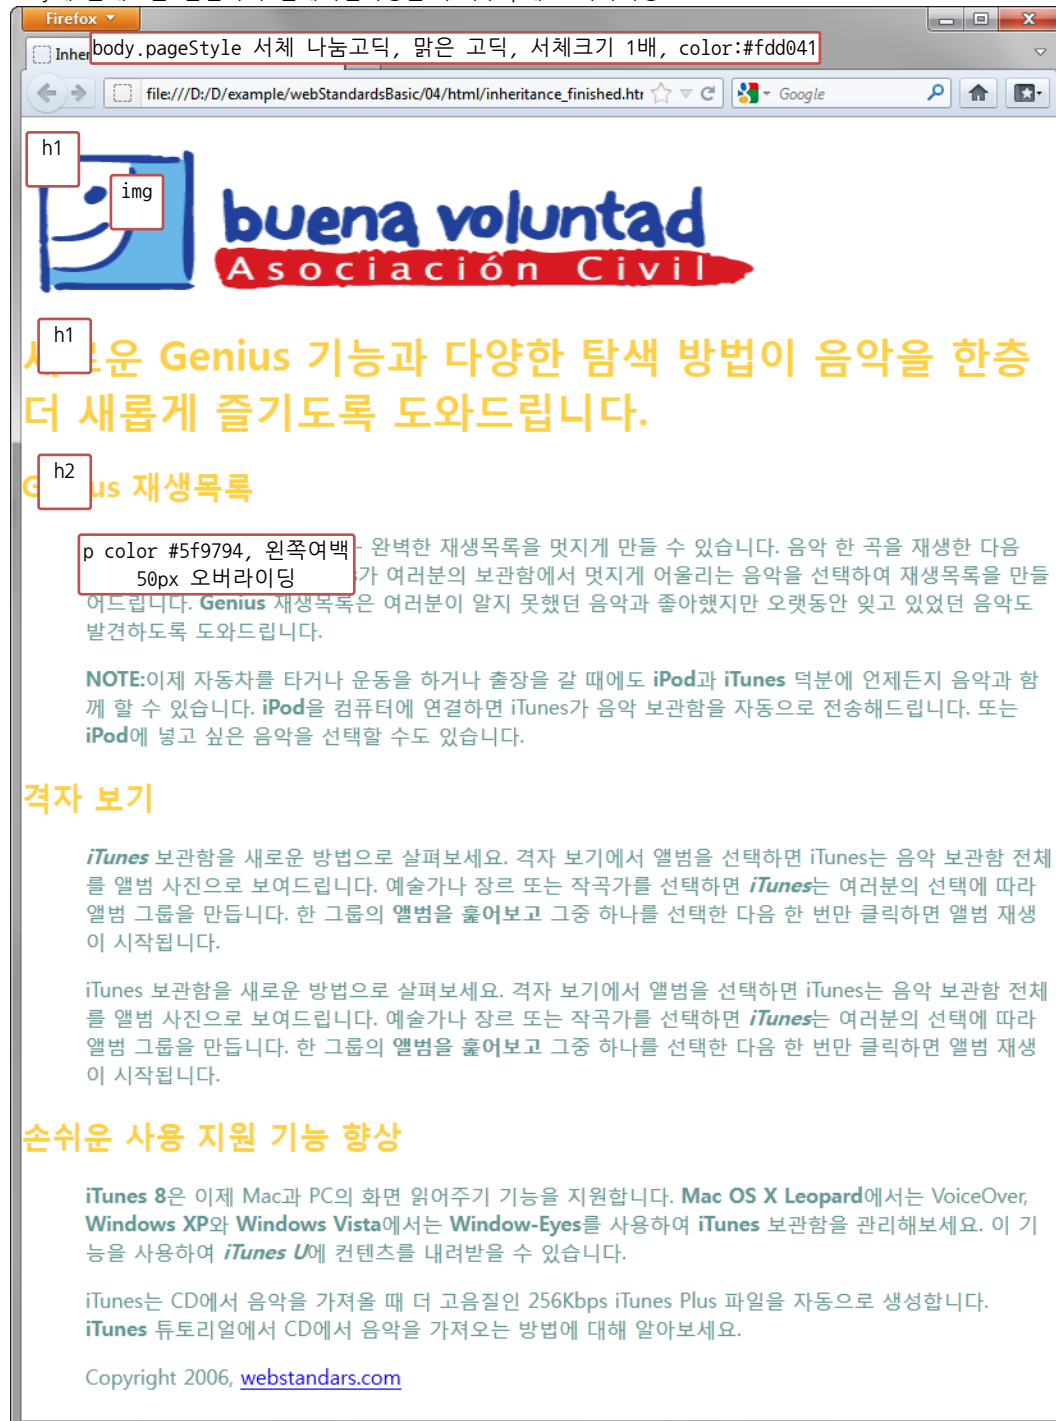 Firefox
body.pageStyle 서체 나눔고딕, 맑은 고딕, 서체크기 1배, color:#fdd041
Inher
file:///D:/D/example/webStandardsBasic/04/html/inheritance_finished.htr
Google
h1
img
buena voluntad
Asociación Civil
h1
운 Genius 기능과 다양한 탐색 방법이 음악을 한층
더 새롭게 즐기도록 도와드립니다.
h2
us 재생목록
p color #5f9794, 왼쪽여백 - 완벽한 재생목록을 멋지게 만들 수 있습니다. 음악 한 곡을 재생한 다음
50px 오버라이딩 가 여러분의 보관함에서 멋지게 어울리는 음악을 선택하여 재생목록을 만들
어드립니다. Genius 재생목록은 여러분이 알지 못했던 음악과 좋아했지만 오랫동안 잊고 있었던 음악도
발견하도록 도와드립니다.
NOTE:이제 자동차를 타거나 운동을 하거나 출장을 갈 때에도 iPod과 iTunes 덕분에 언제든지 음악과 함
께 할 수 있습니다. iPod을 컴퓨터에 연결하면 iTunes가 음악 보관함을 자동으로 전송해드립니다. 또는
iPod에 넣고 싶은 음악을 선택할 수도 있습니다.
격자 보기
iTunes 보관함을 새로운 방법으로 살펴보세요. 격자 보기에서 앨범을 선택하면 iTunes는 음악 보관함 전체
를 앨범 사진으로 보여드립니다. 예술가나 장르 또는 작곡가를 선택하면 iTunes는 여러분의 선택에 따라
앨범 그룹을 만듭니다. 한 그룹의 앨범을 훑어보고 그중 하나를 선택한 다음 한 번만 클릭하면 앨범 재생
이 시작됩니다.
iTunes 보관함을 새로운 방법으로 살펴보세요. 격자 보기에서 앨범을 선택하면 iTunes는 음악 보관함 전체
를 앨범 사진으로 보여드립니다. 예술가나 장르 또는 작곡가를 선택하면 iTunes는 여러분의 선택에 따라
앨범 그룹을 만듭니다. 한 그룹의 앨범을 훑어보고 그중 하나를 선택한 다음 한 번만 클릭하면 앨범 재생
이 시작됩니다.
손쉬운 사용 지원 기능 향상
iTunes 8은 이제 Mac과 PC의 화면 읽어주기 기능을 지원합니다. Mac OS X Leopard에서는 VoiceOver,
Windows XP와 Windows Vista에서는 Window-Eyes를 사용하여 iTunes 보관함을 관리해보세요. 이 기
능을 사용하여 iTunes U에 컨텐츠를 내려받을 수 있습니다.
iTunes는 CD에서 음악을 가져올 때 더 고음질인 256Kbps iTunes Plus 파일을 자동으로 생성합니다.
iTunes 튜토리얼에서 CD에서 음악을 가져오는 방법에 대해 알아보세요.
Copyright 2006, webstandars.com